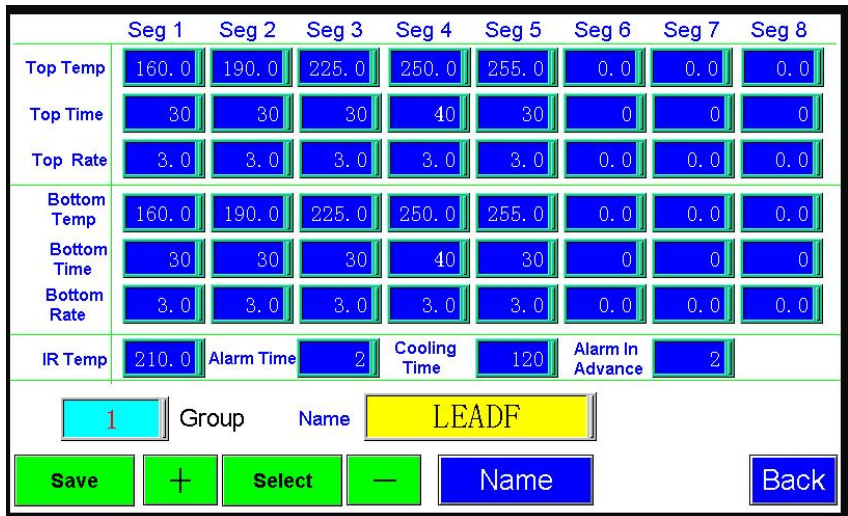 Seg 1 Seg 2 Seg 3 Seg 4 Seg 5 Seg 6 Seg 7 Seg 8
Top Temp 160.0 190.0 225.0 250.0 255.0 0.0 0.0 0.0
Top Time 30 30 30 40 30 0 0 0
Top Rate 3.0 3.0 3.0 3.0 3.0 0.0 0.0 0.0
Bottom
Temp 160.0 190.0 225.0 250.0 255.0 0.0 0.0 0.0
Bottom
Time 30 30 30 40 30 0 0 0
Bottom
Rate 3.0 3.0 3.0 3.0 3.0 0.0 0.0 0.0
IR Temp 210.0 Alarm Time 2 Cooling
Time 120 Alarm In
Advance 2
1 Group Name LEADF
Save + Select − Name Back